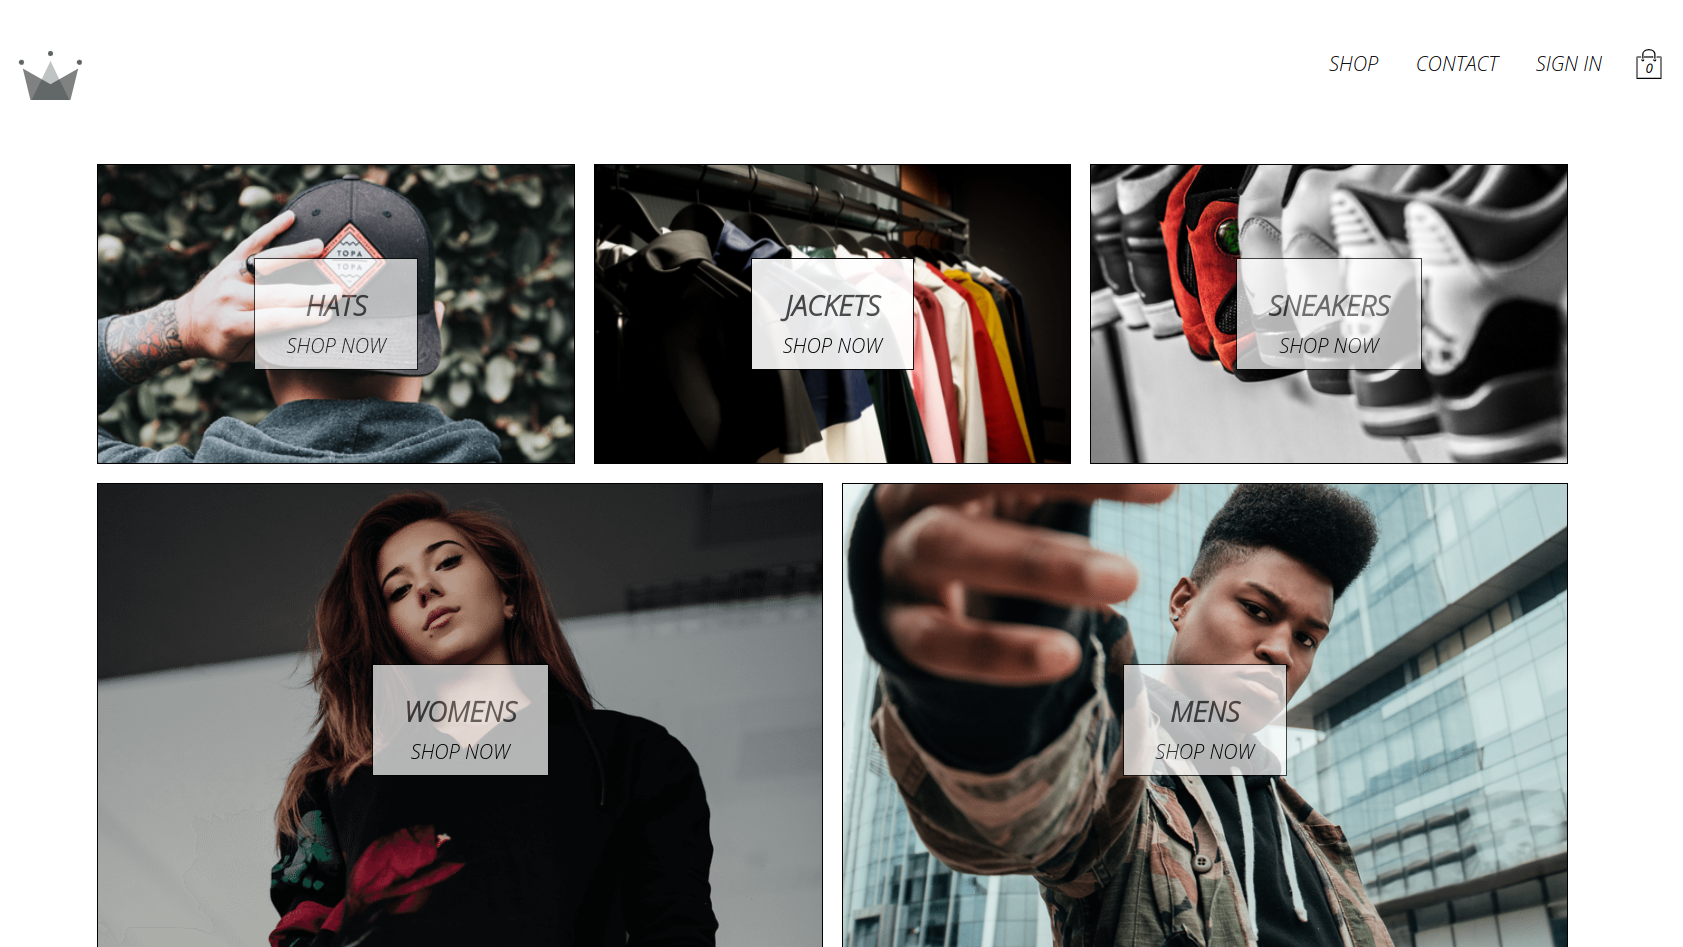 SHOP
CONTACT
SIGN IN
0
TOPA
TOPA
HATS
SHOP NOW
JACKETS
SHOP NOW
SNEAKERS
SHOP NOW
WOMENS
SHOP NOW
MENS
SHOP NOW